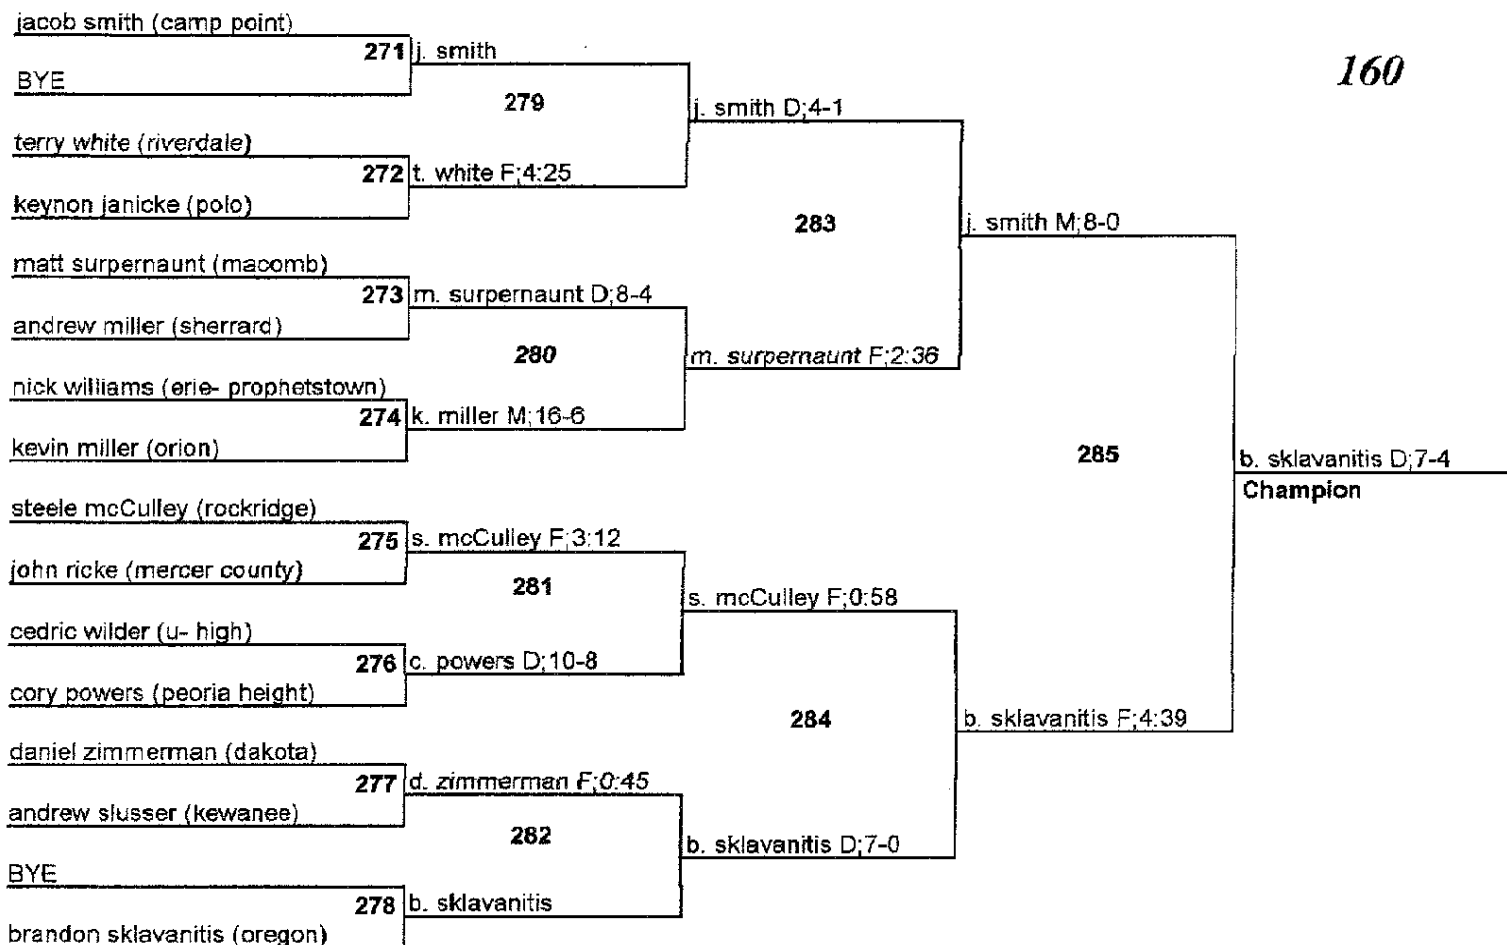 jacob smith (camp point)
271 j. smith
160
BYE
279
j. smith D;4-1
terry white (riverdale)
272 t. white F;4:25
keynon janicke (polo)
283
j. smith M;8-0
matt surpernaunt (macomb)
273 m. surpernaunt D;8-4
andrew miller (sherrard)
280
m. surpernaunt F;2:36
nick williams (erie- prophetstown)
274 k. miller M;16-6
kevin miller (orion)
285
b. sklavanitis D;7-4
Champion
steele mcCulley (rockridge)
275 s. mcCulley F;3:12
john ricke (mercer county)
281
s. mcCulley F;0:58
cedric wilder (u- high)
276 c. powers D;10-8
cory powers (peoria height)
284
b. sklavanitis F;4:39
daniel zimmerman (dakota)
277 d. zimmerman F;0:45
andrew slusser (kewanee)
282
b. sklavanitis D;7-0
BYE
278 b. sklavanitis
brandon sklavanitis (oregon)